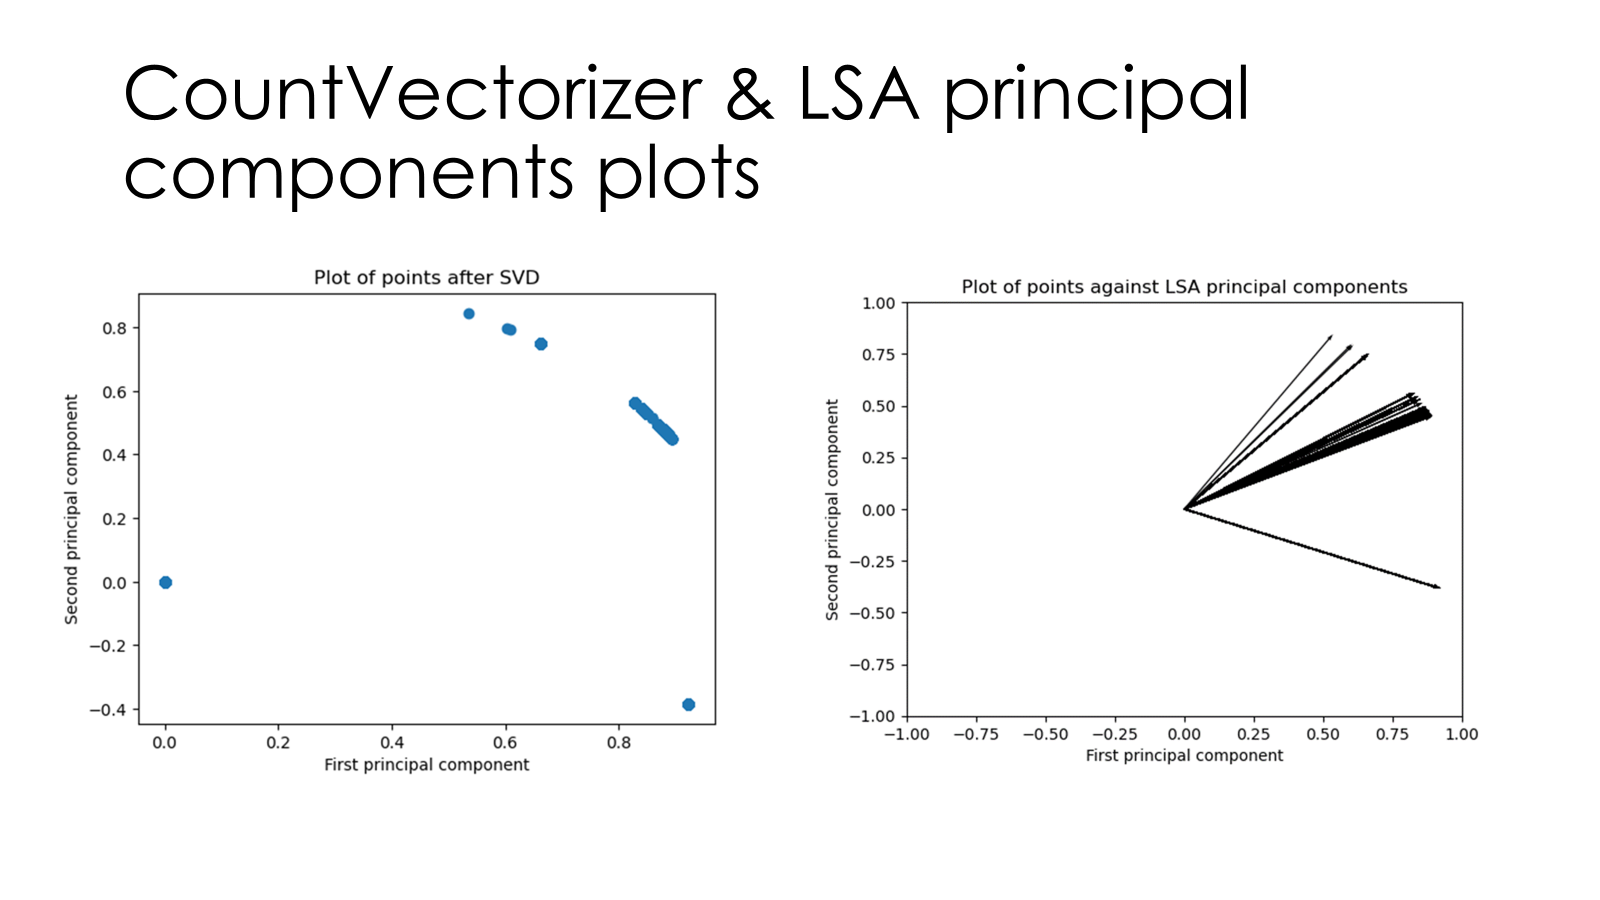 CountVectorizer & LSA principal
components plots
Plot of points after SVD
Second principal component
0.8
0.6
0.4
0.2
0.0
−0.2
−0.4
0.0 0.2 0.4 0.6 0.8
First principal component
Plot of points against LSA principal components
Second principal component
1.00
0.75
0.50
0.25
0.00
−0.25
−0.50
−0.75
−1.00
−1.00 −0.75 −0.50 −0.25 0.00 0.25 0.50 0.75 1.00
First principal component